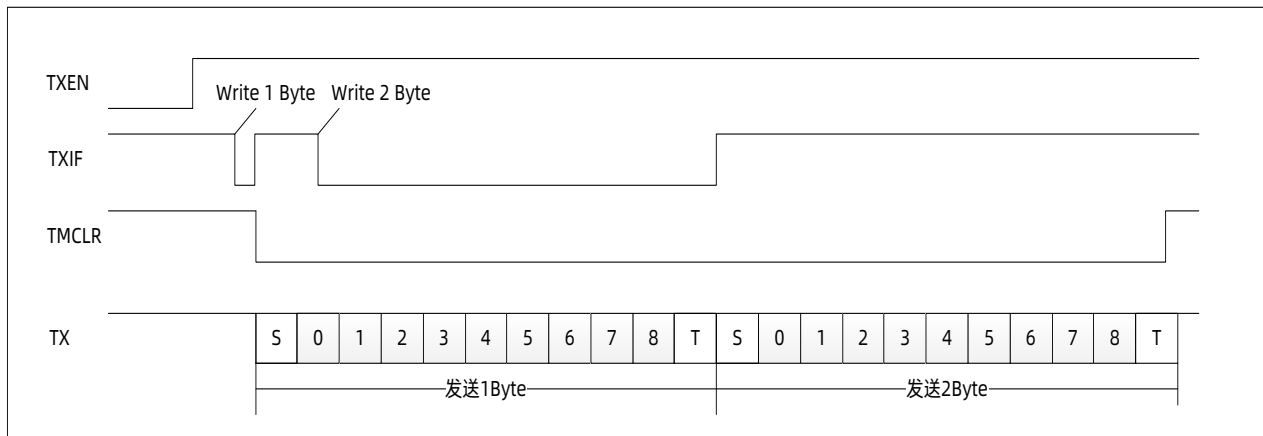 TXEN
Write 1 Byte Write 2 Byte
TXIF
TMCLR
TX S 0 1 2 3 4 5 6 7 8 T S 0 1 2 3 4 5 6 7 8 T
发送1Byte 发送2Byte